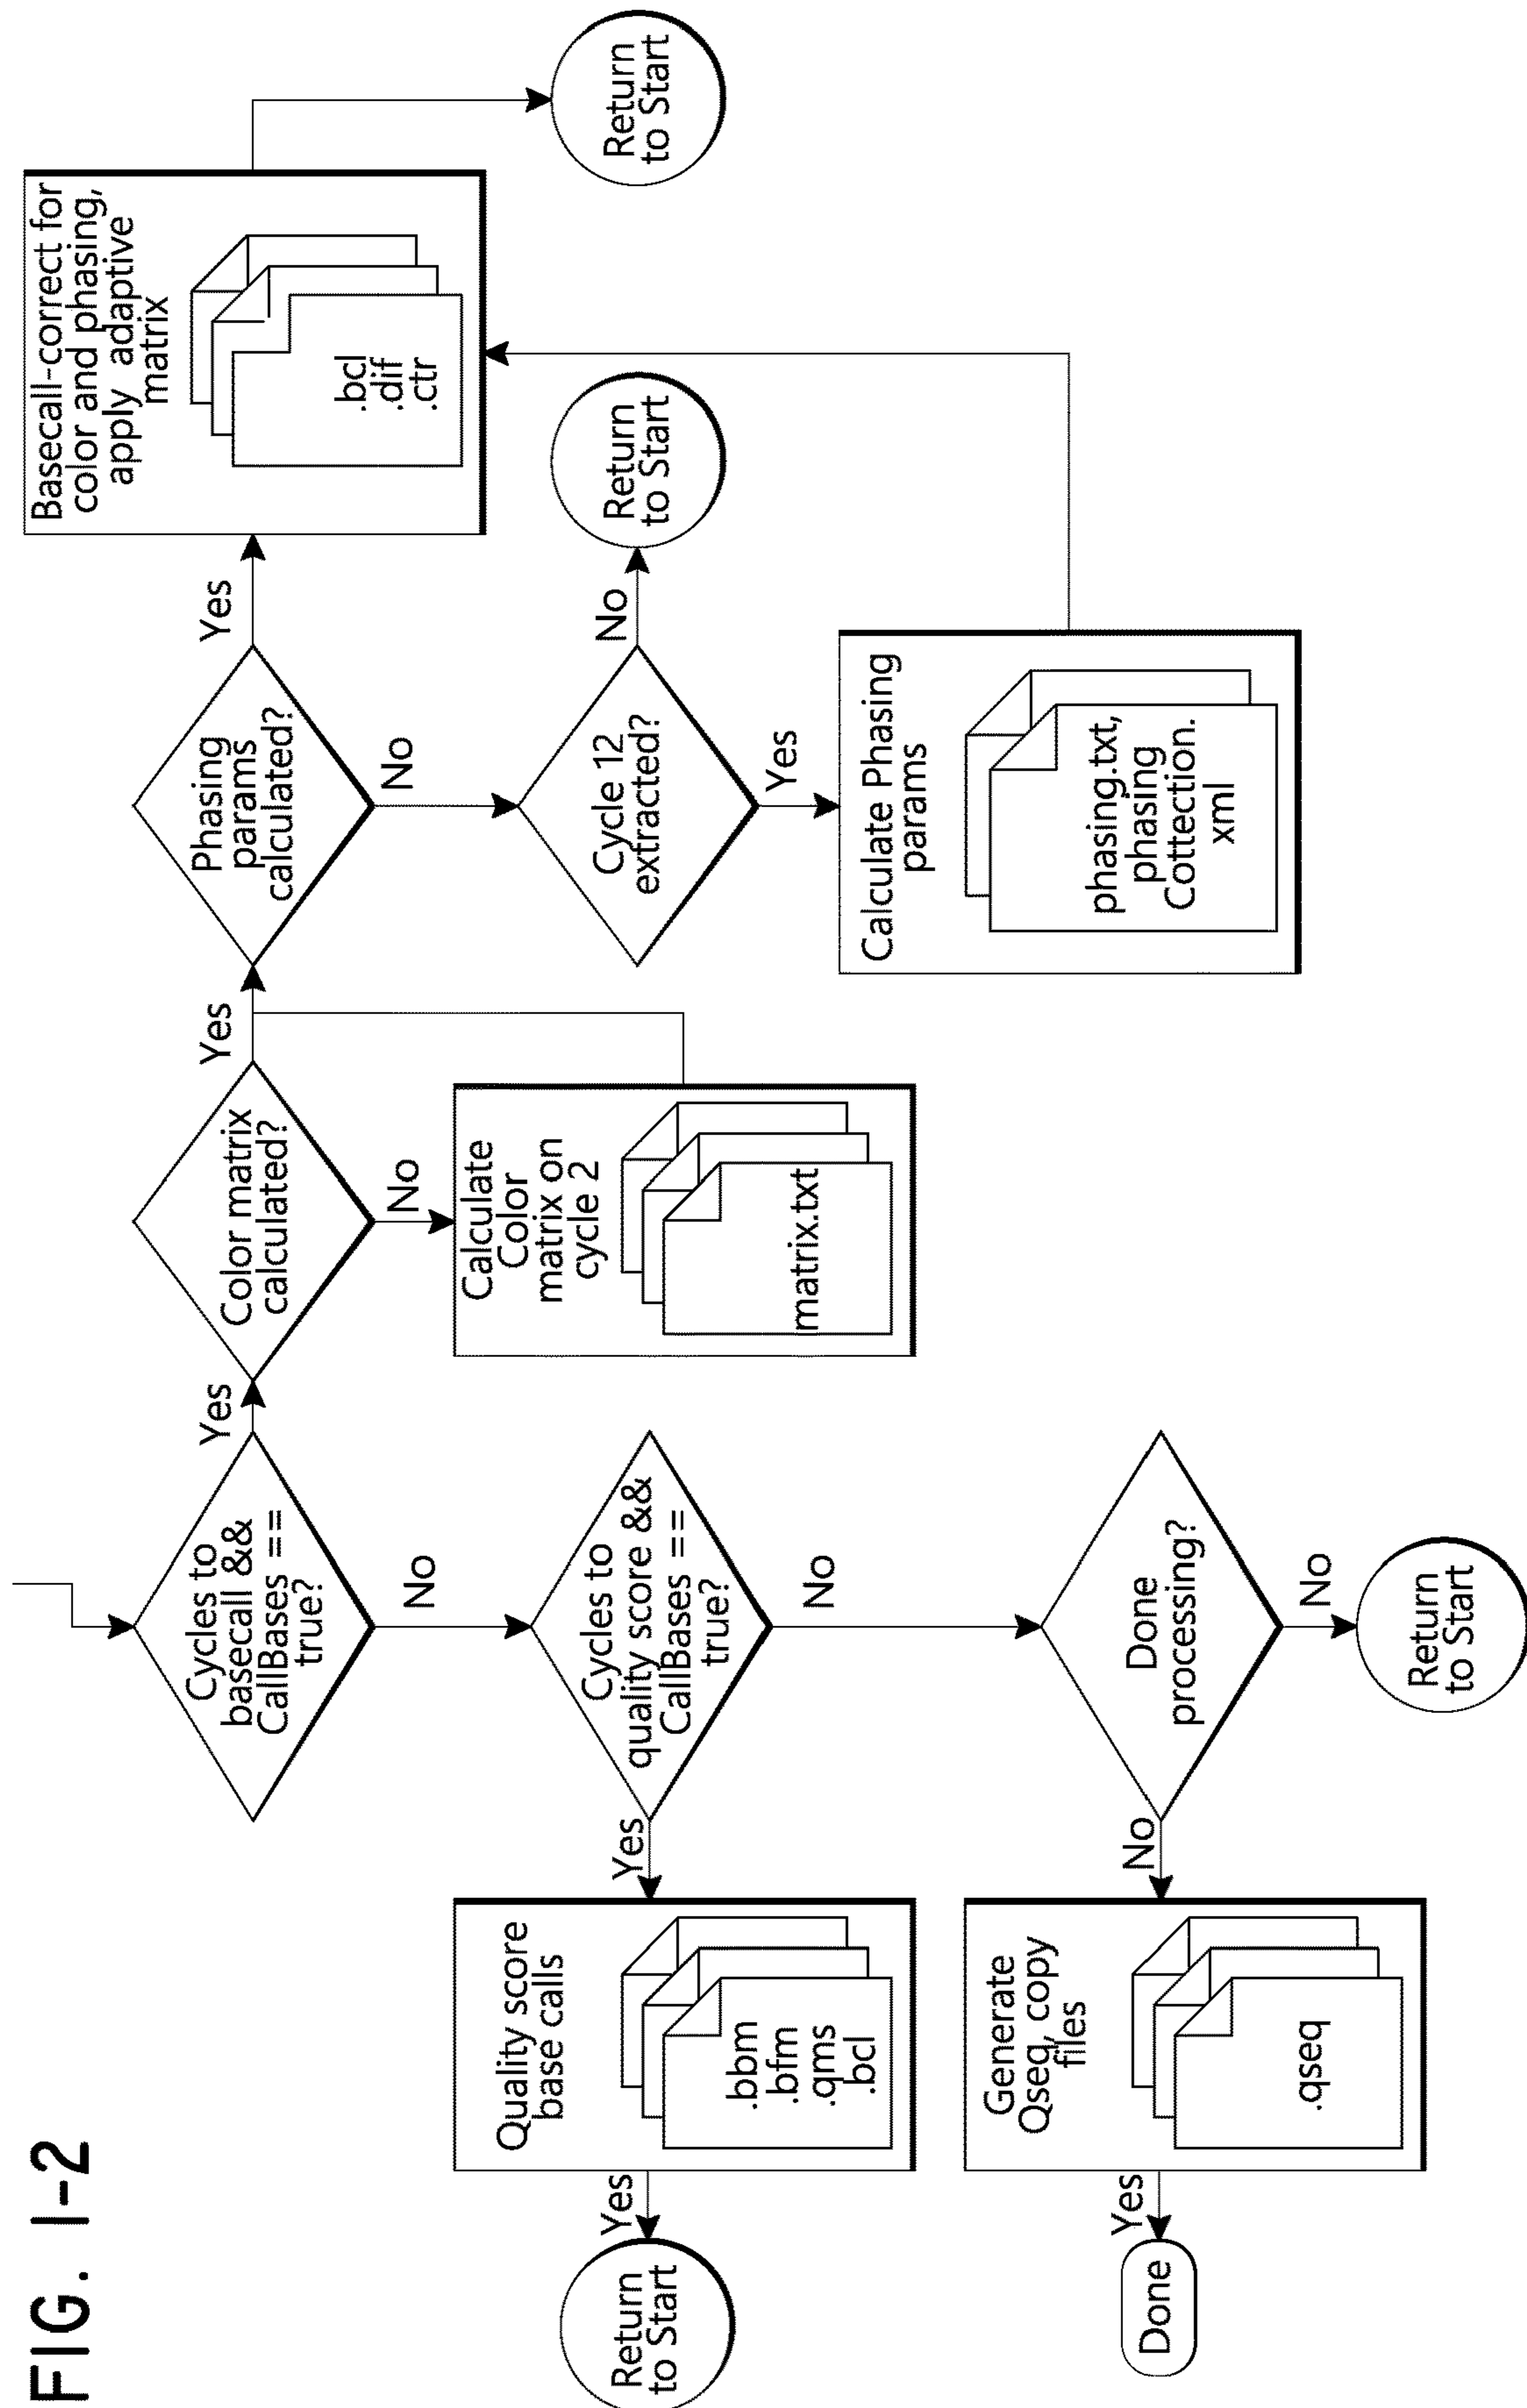 FIG. 1-2
Cycles to
basecall &&
CallBases ==
true?
Yes
No
Color matrix
calculated?
Yes
No
Calculate
Color
matrix on
cycle 2
matrix.txt
Phasing
params
calculated?
Yes
No
Basecall-correct for
color and phasing,
apply adaptive
matrix
.bcl
.dif
.ctr
Return
to Start
Cycle 12
extracted?
No
Return
to Start
Yes
Calculate Phasing
params
phasing.txt,
phasing
Cottection.
xml
Cycles to
quality score &&
CallBases ==
true?
Yes
No
Quality score
base calls
.bbm
.bfm
.qms
.bcl
Yes
Return
to Start
Done
processing?
No
Return
to Start
No
Generate
Qseq, copy
files
.qseq
Yes
Done